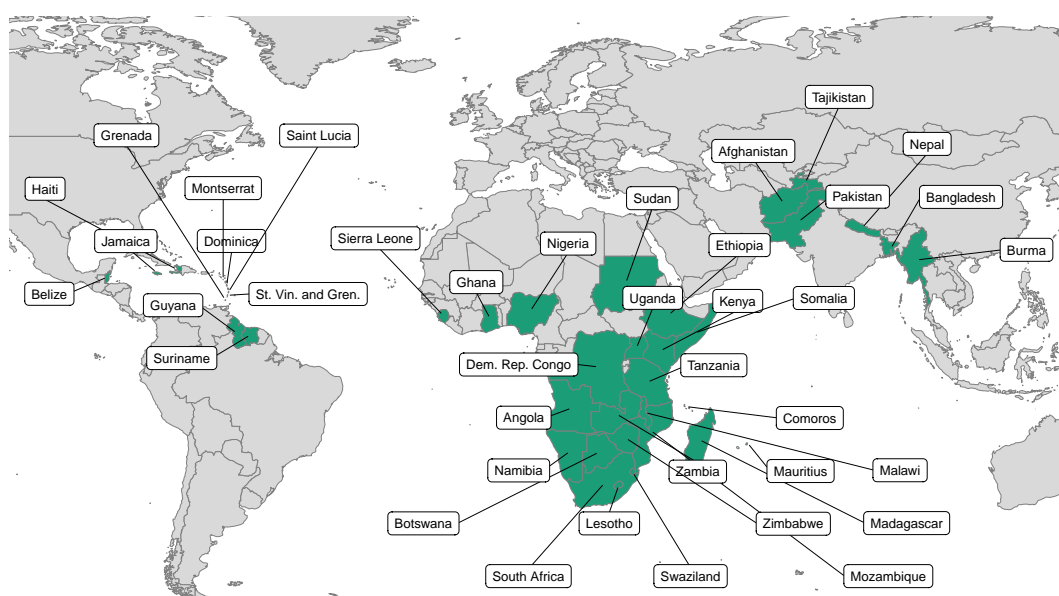 Tajikistan
Grenada
Saint Lucia
Nepal
Afghanistan
Haiti
Montserrat
Pakistan
Bangladesh
Sudan
Jamaica
Dominica
Sierra Leone
Nigeria
Ethiopia
Burma
Ghana
Belize
St. Vin. and Gren.
Uganda
Kenya
Somalia
Guyana
Suriname
Dem. Rep. Congo
Tanzania
Angola
Comoros
Namibia
Zambia
Mauritius
Malawi
Botswana
Lesotho
Zimbabwe
Madagascar
South Africa
Swaziland
Mozambique